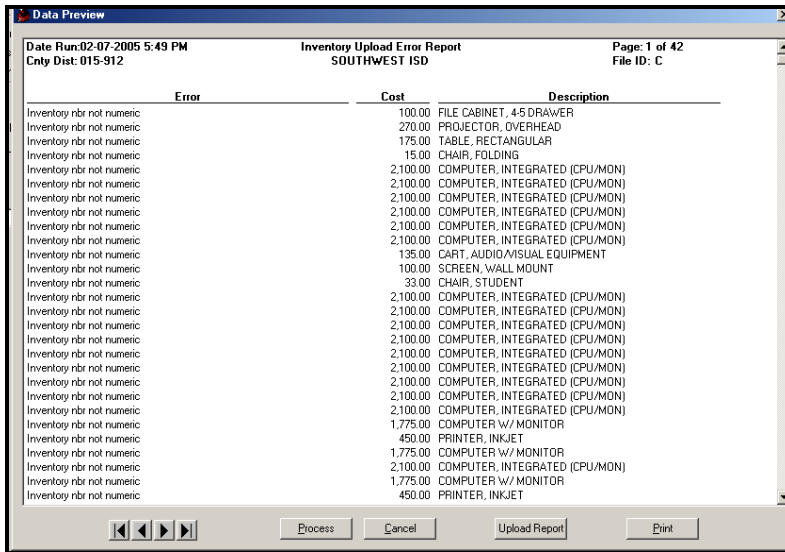 Data Preview
Date Run:02-07-2005 5:49 PM Inventory Upload Error Report Page: 1 of 42
Cnty Dist: 015-912 SOUTHWEST ISD File ID: C
Error Cost Description
Inventory nbr not numeric 100.00 FILE CABINET, 4-5 DRAWER
Inventory nbr not numeric 270.00 PROJECTOR, OVERHEAD
Inventory nbr not numeric 175.00 TABLE, RECTANGULAR
Inventory nbr not numeric 15.00 CHAIR, FOLDING
Inventory nbr not numeric 2,100.00 COMPUTER, INTEGRATED (CPU/MON)
Inventory nbr not numeric 2,100.00 COMPUTER, INTEGRATED (CPU/MON)
Inventory nbr not numeric 2,100.00 COMPUTER, INTEGRATED (CPU/MON)
Inventory nbr not numeric 2,100.00 COMPUTER, INTEGRATED (CPU/MON)
Inventory nbr not numeric 2,100.00 COMPUTER, INTEGRATED (CPU/MON)
Inventory nbr not numeric 2,100.00 COMPUTER, INTEGRATED (CPU/MON)
Inventory nbr not numeric 135.00 CART, AUDIO/VISUAL EQUIPMENT
Inventory nbr not numeric 100.00 SCREEN, WALL MOUNT
Inventory nbr not numeric 33.00 CHAIR, STUDENT
Inventory nbr not numeric 2,100.00 COMPUTER, INTEGRATED (CPU/MON)
Inventory nbr not numeric 2,100.00 COMPUTER, INTEGRATED (CPU/MON)
Inventory nbr not numeric 2,100.00 COMPUTER, INTEGRATED (CPU/MON)
Inventory nbr not numeric 2,100.00 COMPUTER, INTEGRATED (CPU/MON)
Inventory nbr not numeric 2,100.00 COMPUTER, INTEGRATED (CPU/MON)
Inventory nbr not numeric 2,100.00 COMPUTER, INTEGRATED (CPU/MON)
Inventory nbr not numeric 2,100.00 COMPUTER, INTEGRATED (CPU/MON)
Inventory nbr not numeric 2,100.00 COMPUTER, INTEGRATED (CPU/MON)
Inventory nbr not numeric 2,100.00 COMPUTER, INTEGRATED (CPU/MON)
Inventory nbr not numeric 1,775.00 COMPUTER W/ MONITOR
Inventory nbr not numeric 450.00 PRINTER, INKJET
Inventory nbr not numeric 1,775.00 COMPUTER W/ MONITOR
Inventory nbr not numeric 2,100.00 COMPUTER, INTEGRATED (CPU/MON)
Inventory nbr not numeric 1,775.00 COMPUTER W/ MONITOR
Inventory nbr not numeric 450.00 PRINTER, INKJET
Process Cancel Upload Report Print